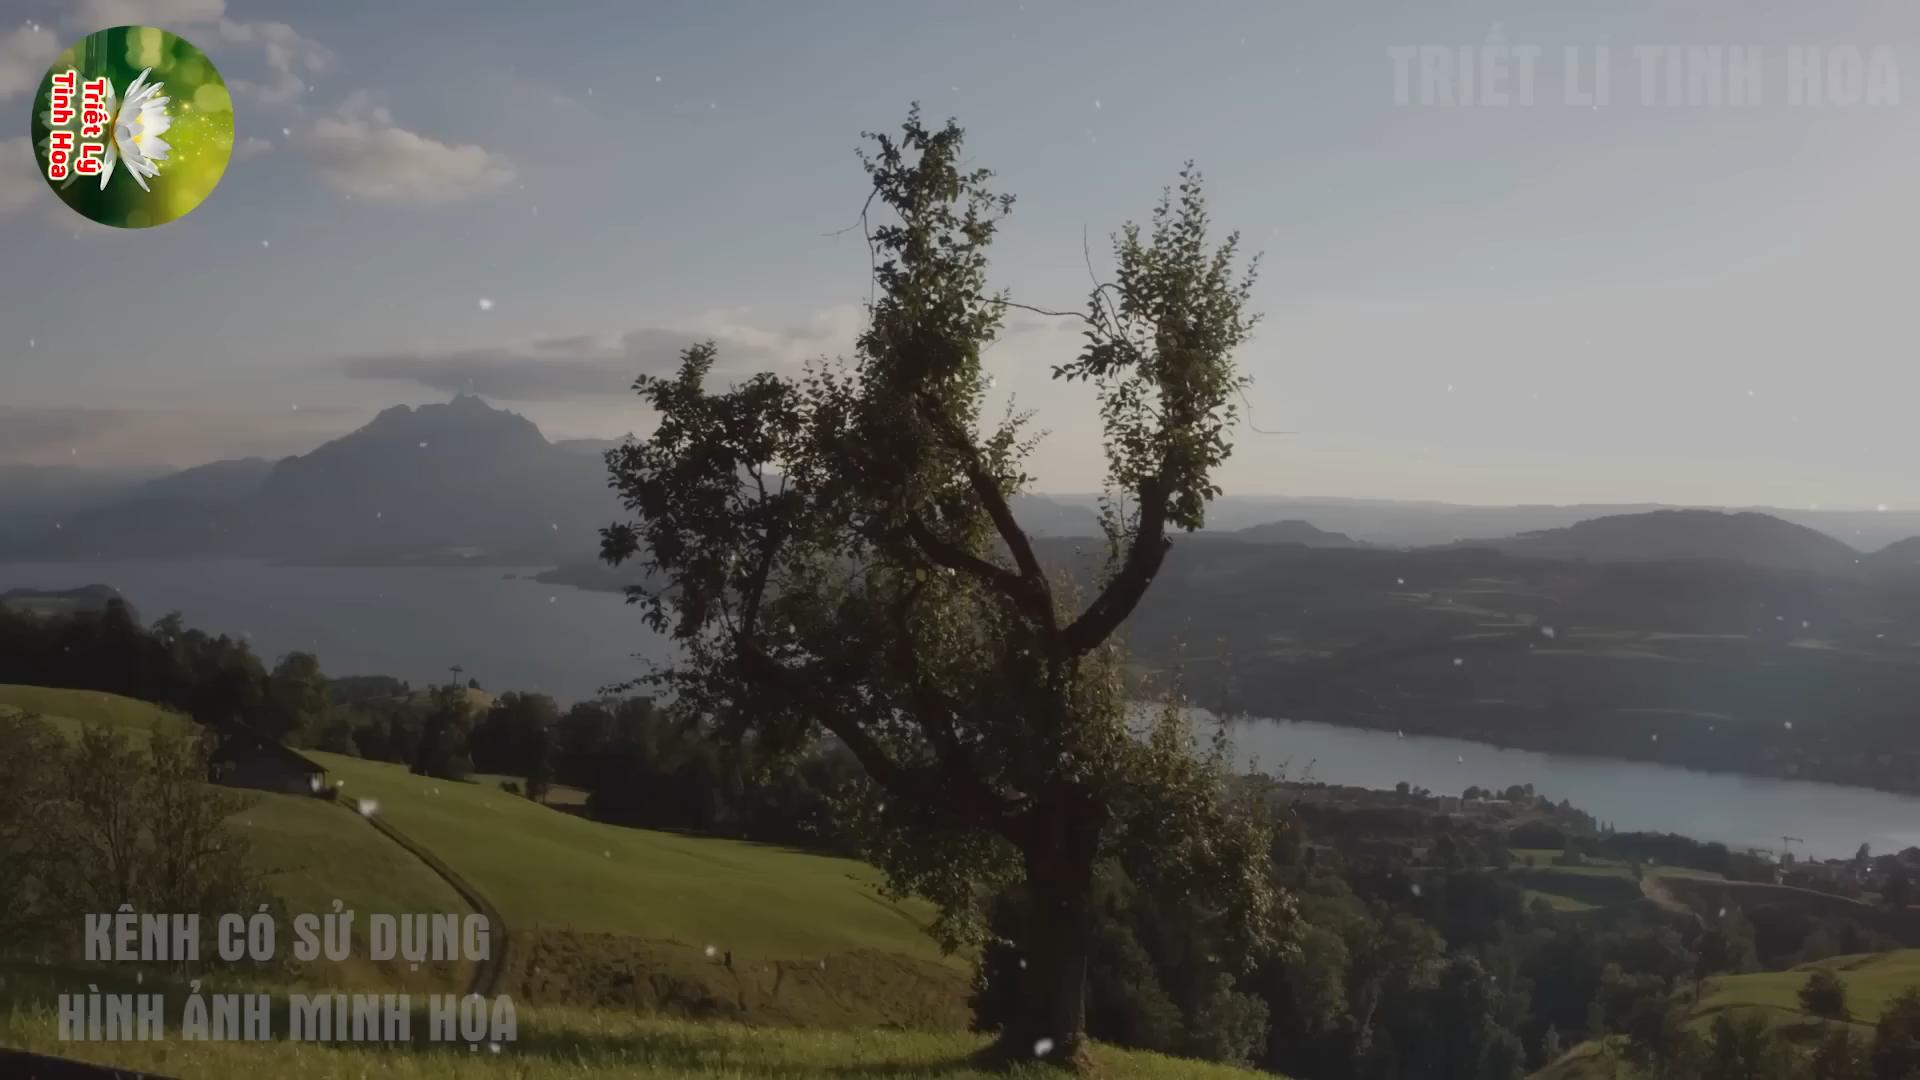 Triết Lý
Tinh Hoa
TRIẾT LÍ TINH HOA
KÊNH CÓ SỬ DỤNG
HÌNH ẢNH MINH HỌA